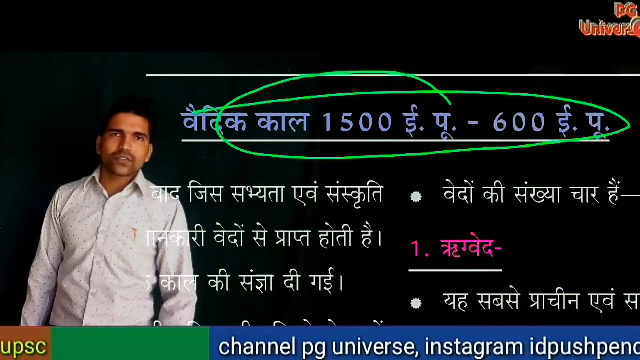 PG
Univers
वैदिक काल 1500 ई. पू. - 600 ई. पू.
बाद जिस सभ्यता एवं संस्कृति
जानकारी वेदों से प्राप्त होती है।
काल की संज्ञा दी गई।
वेदों की संख्या चार हैं—
1. ऋग्वेद-
यह सबसे प्राचीन एवं
upsc
channel pg universe, instagram idpushpend